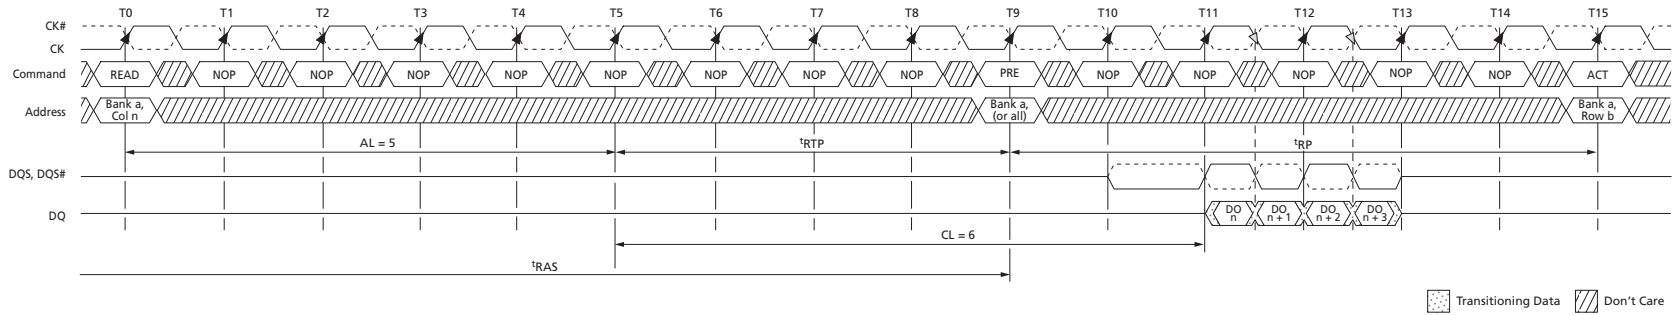 T0 T1 T2 T3 T4 T5 T6 T7 T8 T9 T10 T11 T12 T13 T14 T15
CK#
CK
Command READ NOP NOP NOP NOP NOP NOP NOP NOP PRE NOP NOP NOP NOP NOP ACT
Address Bank a, Col n Bank a, (or all) Bank a, Row b
AL = 5 tRTP tRP
DQS, DQS#
DQ DO n DO n + 1 DO n + 2 DO n + 3
CL = 6
tRAS
Transitioning Data Don't Care